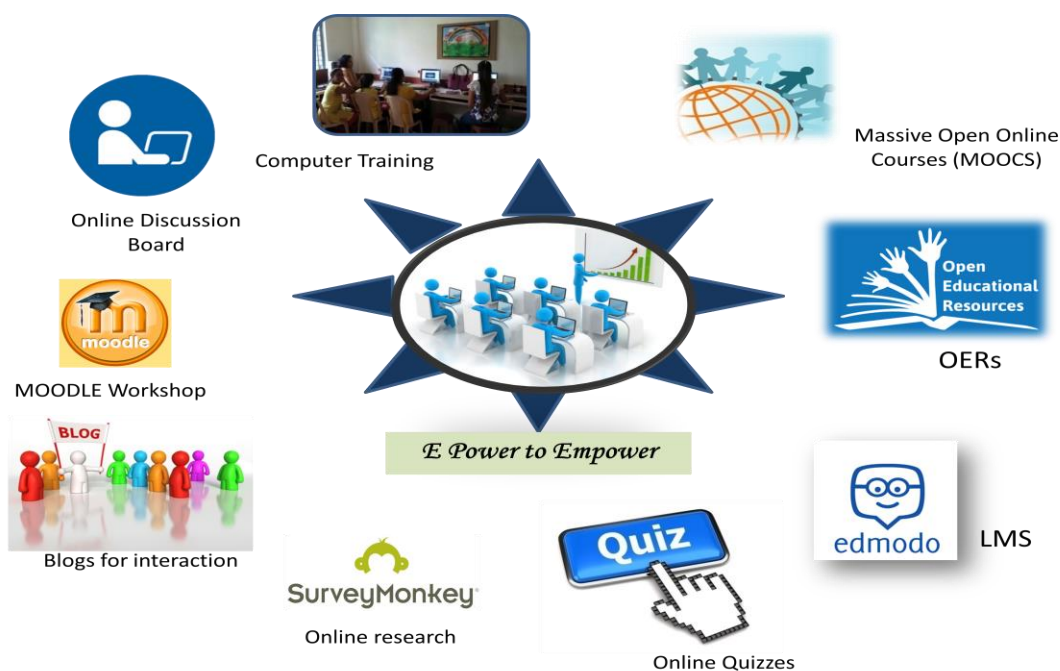 Computer Training
Massive Open Online
Courses (MOOCS)
Online Discussion
Board
Open
Educational
Resources
OERs
m
moodle
MOODLE Workshop
BLOG
Blogs for interaction
E Power to Empower
edmodo
LMS
SurveyMonkey
Online research
Quiz
Online Quizzes